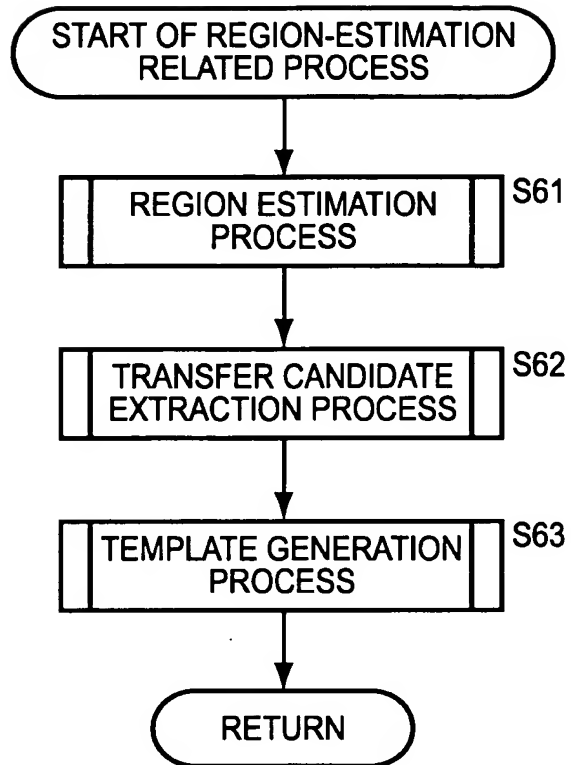 START OF REGION-ESTIMATION
RELATED PROCESS
S61
REGION ESTIMATION
PROCESS
S62
TRANSFER CANDIDATE
EXTRACTION PROCESS
S63
TEMPLATE GENERATION
PROCESS
RETURN